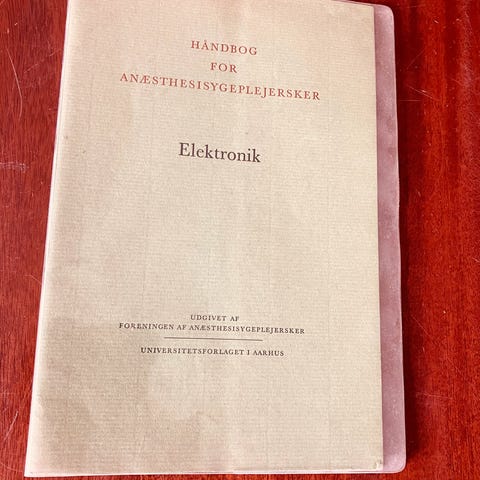 HÅNDBOG
FOR
ANÆSTHESISYGEPLEJERSKER
Elektronik
UDGIVET AF
FORENINGEN AF ANÆSTHESISYGEPLEJERSKER
UNIVERSITETSFORLAGET I AARHUS